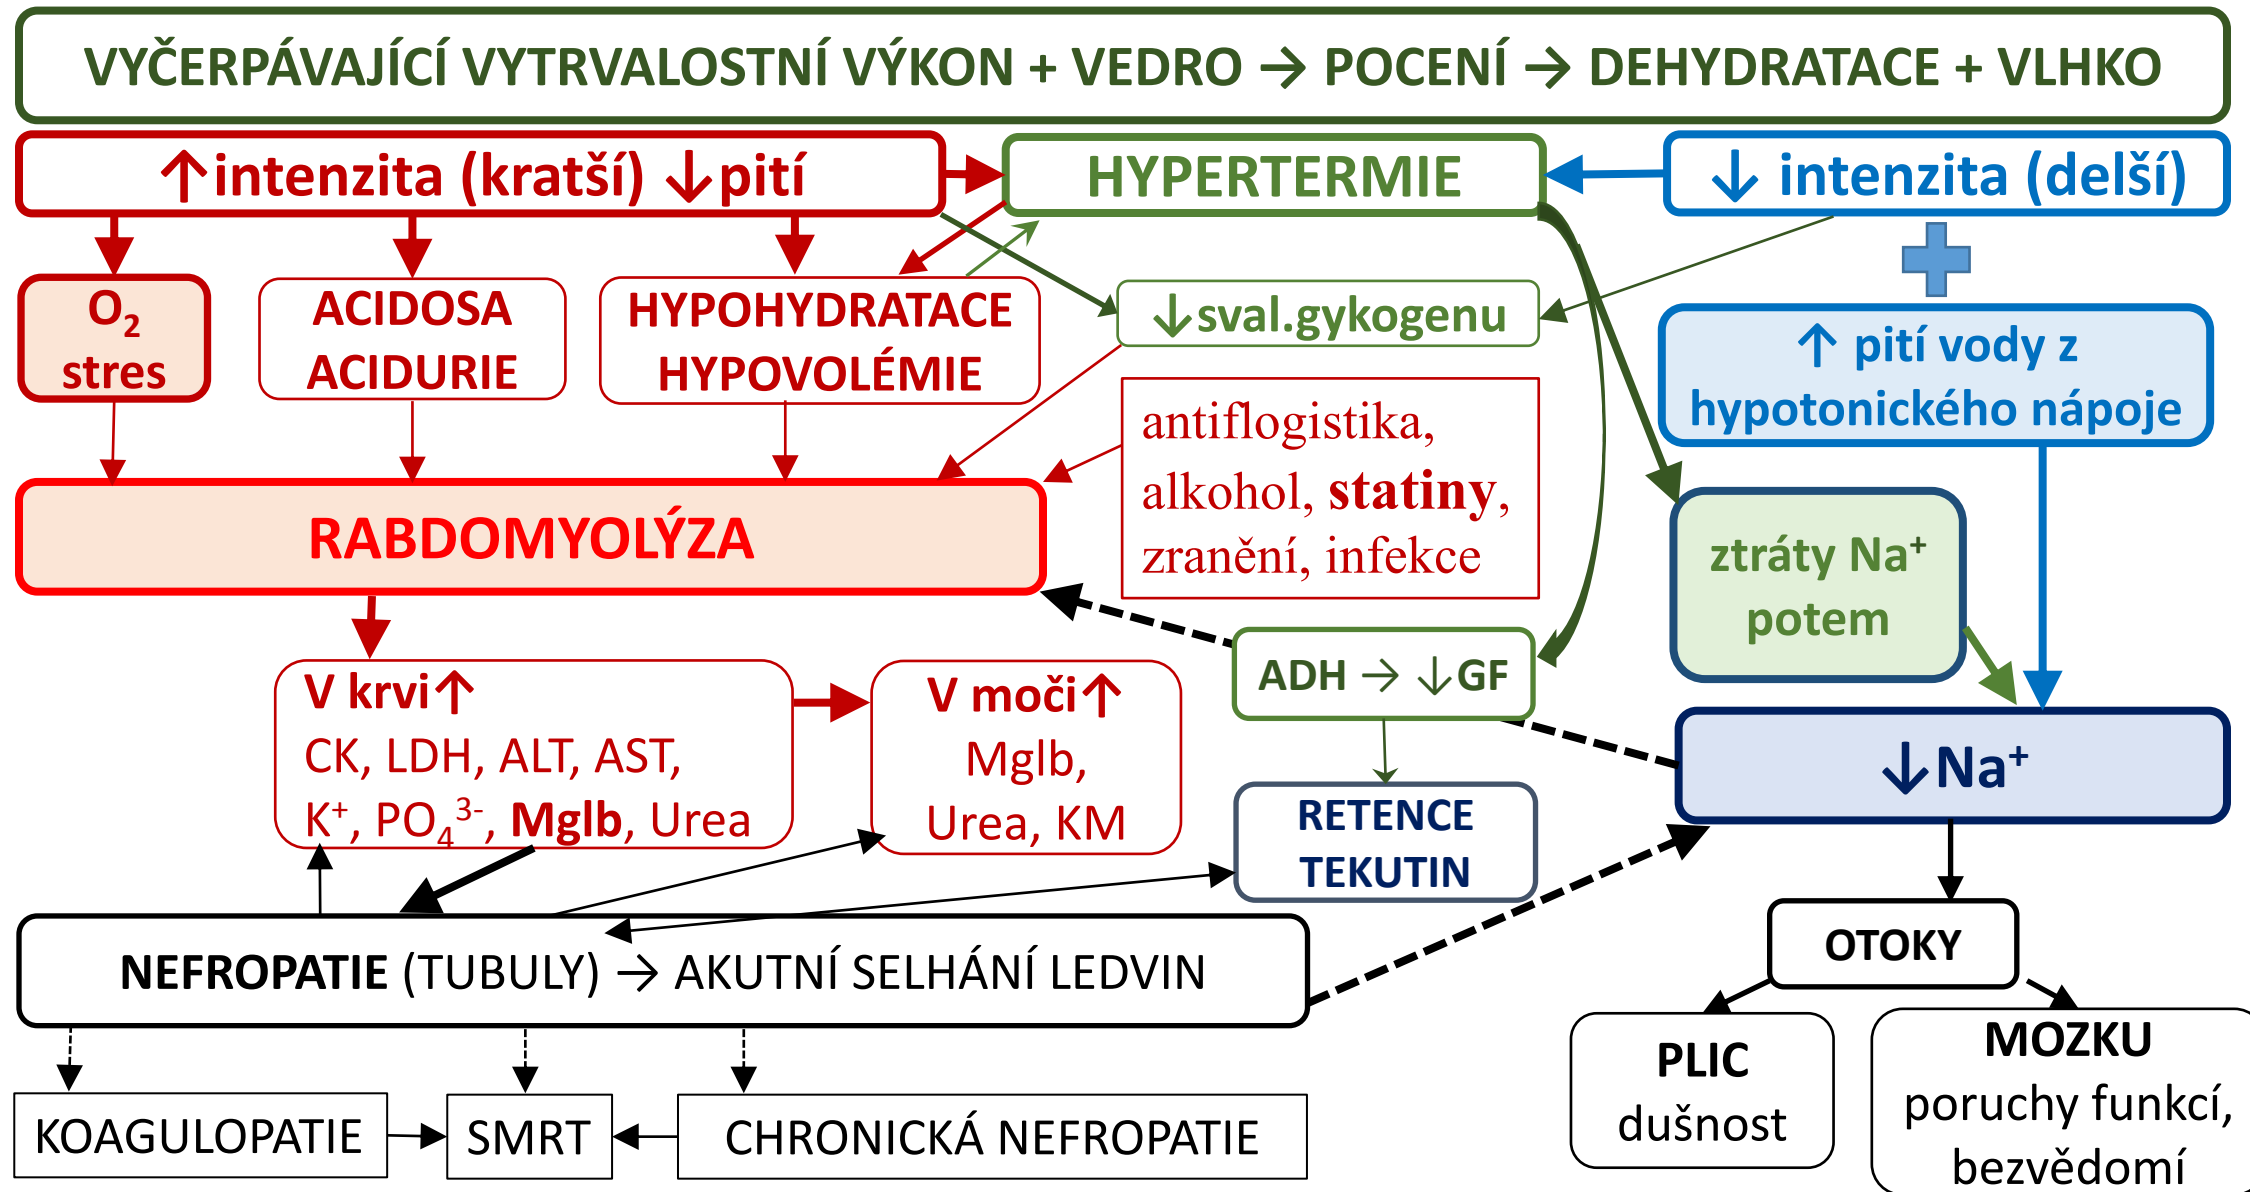 VYČERPÁVAJÍCÍ VYTRVALOSTNÍ VÝKON + VEDRO → POCENÍ → DEHYDRATACE + VLHKO
↑intenzita (kratší) ↓pití
HYPERTERMIE
↓ intenzita (delší)
O₂
stres
ACIDOSA
ACIDURIE
HYPOHYDRATACE
HYPOVOLÉMIE
↓sval.gykogenu
↑ pití vody z
hypotonického nápoje
antiflogistika,
alkohol, statiny,
zranění, infekce
RABDOMYOLÝZA
ztráty Na⁺
potem
V krvi↑
CK, LDH, ALT, AST,
K⁺, PO₄³⁻, Mglb, Urea
V moči↑
Mglb,
Urea, KM
ADH → ↓GF
RETENCE
TEKUTIN
↓Na⁺
NEFROPATIE (TUBULY) → AKUTNÍ SELHÁNÍ LEDVIN
OTOKY
PLIC
dušnost
MOZKU
poruchy funkcí,
bezvědomí
KOAGULOPATIE
SMRT
CHRONICKÁ NEFROPATIE